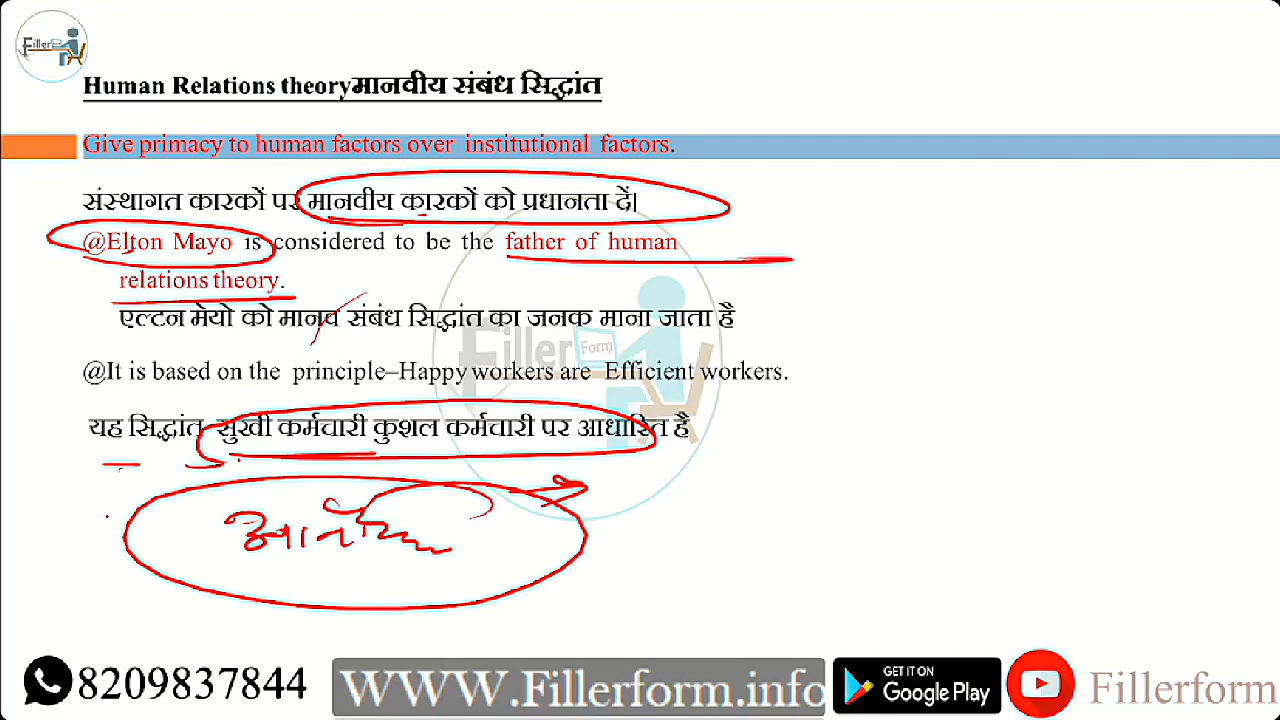 Fillerform
Human Relations theoryमानवीय संबंध सिद्धांत
Give primacy to human factors over institutional factors.
संस्थागत कारकों पर मानवीय कारकों को प्रधानता दें|
@Elton Mayo is considered to be the father of human
relations theory.
एल्टन मेयो को मानव संबंध सिद्धांत का जनक माना जाता है
Filler Form
@It is based on the principle–Happy workers are Efficient workers.
यह सिद्धांत सुखी कर्मचारी कुशल कर्मचारी पर आधारित है
8209837844
WWW.Fillerform.info
GET IT ON
Google Play
Fillerform